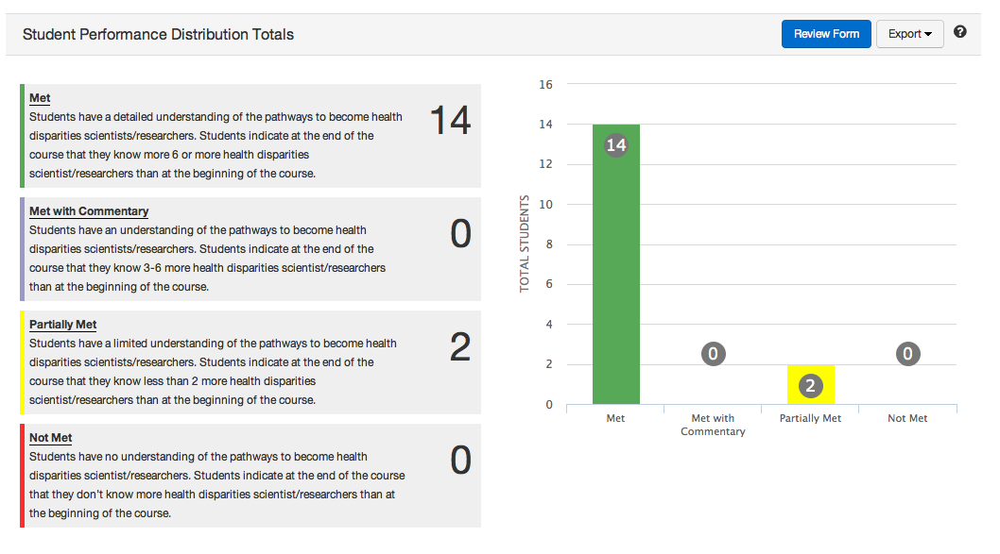 Student Performance Distribution Totals
Review Form
Export
?
Met
14
Students have a detailed understanding of the pathways to become health
disparities scientists/researchers. Students indicate at the end of the
course that they know more 6 or more health disparities
scientist/researchers than at the beginning of the course.
Met with Commentary
0
Students have an understanding of the pathways to become health
disparities scientists/researchers. Students indicate at the end of the
course that they know 3-6 more health disparities scientist/researchers
than at the beginning of the course.
Partially Met
2
Students have a limited understanding of the pathways to become health
disparities scientists/researchers. Students indicate at the end of the
course that they know less than 2 more health disparities
scientist/researchers than at the beginning of the course.
Not Met
0
Students have no understanding of the pathways to become health
disparities scientist/researchers. Students indicate at the end of the course
that they don't know more health disparities scientist/researchers than at
the beginning of the course.
TOTAL STUDENTS
16
14
12
10
8
6
4
2
0
14
0
2
0
Met
Met with
Commentary
Partially Met
Not Met